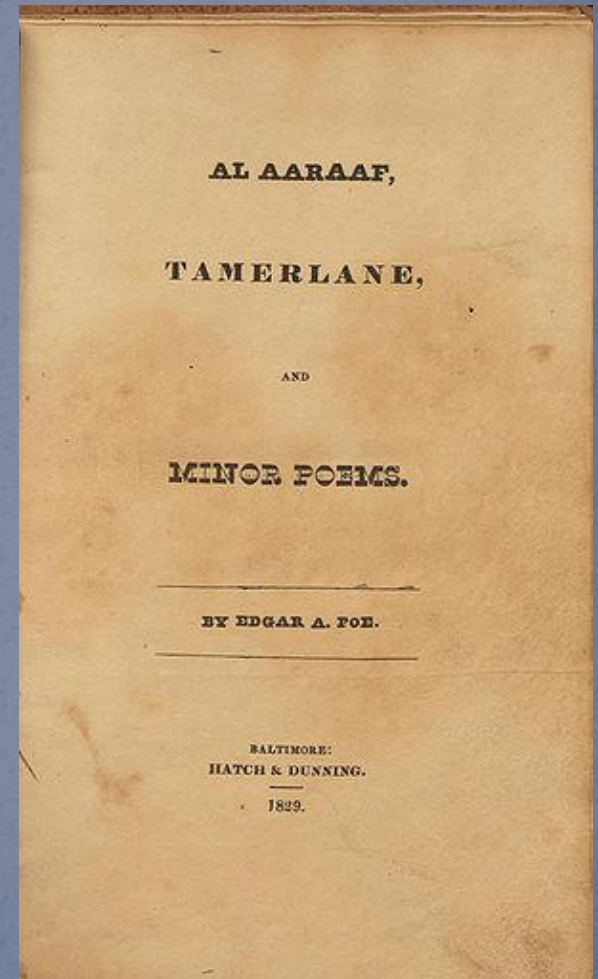 AL AARAAF,
TAMERLANE,
AND
MINOR POEMS.
BY EDGAR A. POE.
BALTIMORE:
HATCH & DUNNING.
1829.